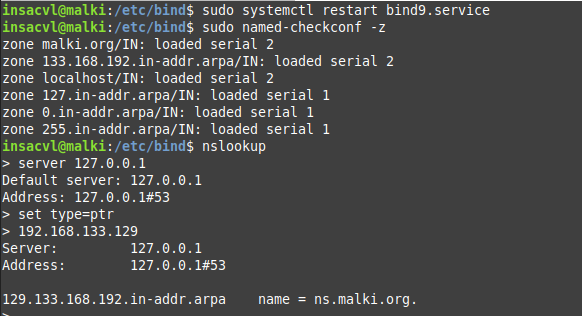 insacvl@malki:/etc/bind$ sudo systemctl restart bind9.service
insacvl@malki:/etc/bind$ sudo named-checkconf -z
zone malki.org/IN: loaded serial 2
zone 133.168.192.in-addr.arpa/IN: loaded serial 2
zone localhost/IN: loaded serial 2
zone 127.in-addr.arpa/IN: loaded serial 1
zone 0.in-addr.arpa/IN: loaded serial 1
zone 255.in-addr.arpa/IN: loaded serial 1
insacvl@malki:/etc/bind$ nslookup
> server 127.0.0.1
Default server: 127.0.0.1
Address: 127.0.0.1#53
> set type=ptr
> 192.168.133.129
Server:         127.0.0.1
Address:        127.0.0.1#53

129.133.168.192.in-addr.arpa    name = ns.malki.org.
>